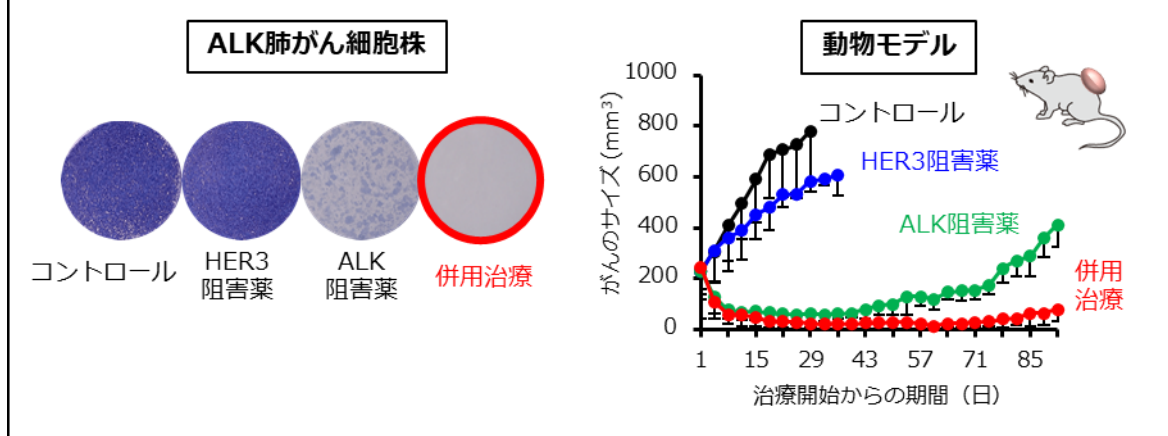 ALK肺がん細胞株
コントロール
HER3
阻害薬
ALK
阻害薬
併用治療
動物モデル
がんのサイズ(mm³)
1000
800
600
400
200
0
コントロール
HER3阻害薬
ALK阻害薬
併用
治療
1 15 29 43 57 71 85
治療開始からの期間（日）